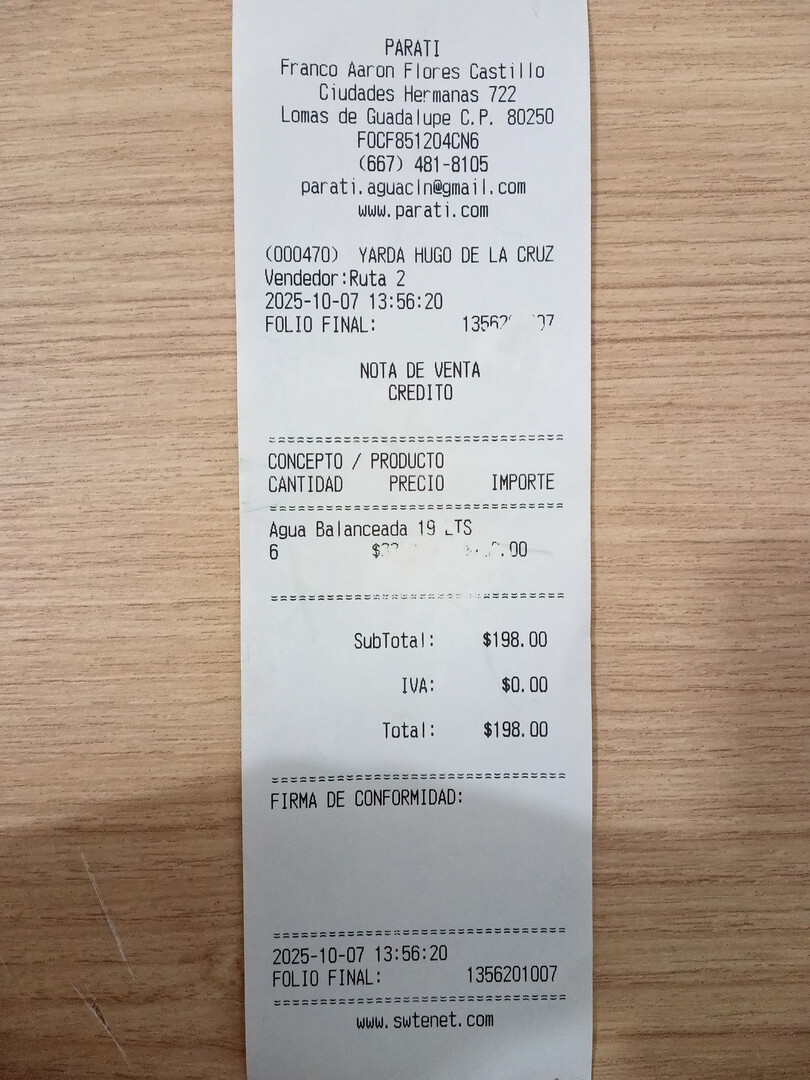 PARATI
Franco Aaron Flores Castillo
Ciudades Hermanas 722
Lomas de Guadalupe C.P. 80250
FOCF851204CN6
(667) 481-8105
parati.aguacln@gmail.com
www.parati.com
(000470) YARDA HUGO DE LA CRUZ
Vendedor:Ruta 2
2025-10-07 13:56:20
FOLIO FINAL:
NOTA DE VENTA
CREDITO
CONCEPTO / PRODUCTO
CANTIDAD PRECIO IMPORTE
Agua Balanceada 19 LTS
6
SubTotal: $198.00
IVA: $0.00
Total: $198.00
FIRMA DE CONFORMIDAD:
2025-10-07 13:56:20
FOLIO FINAL: 1356201007
www.swtenet.com